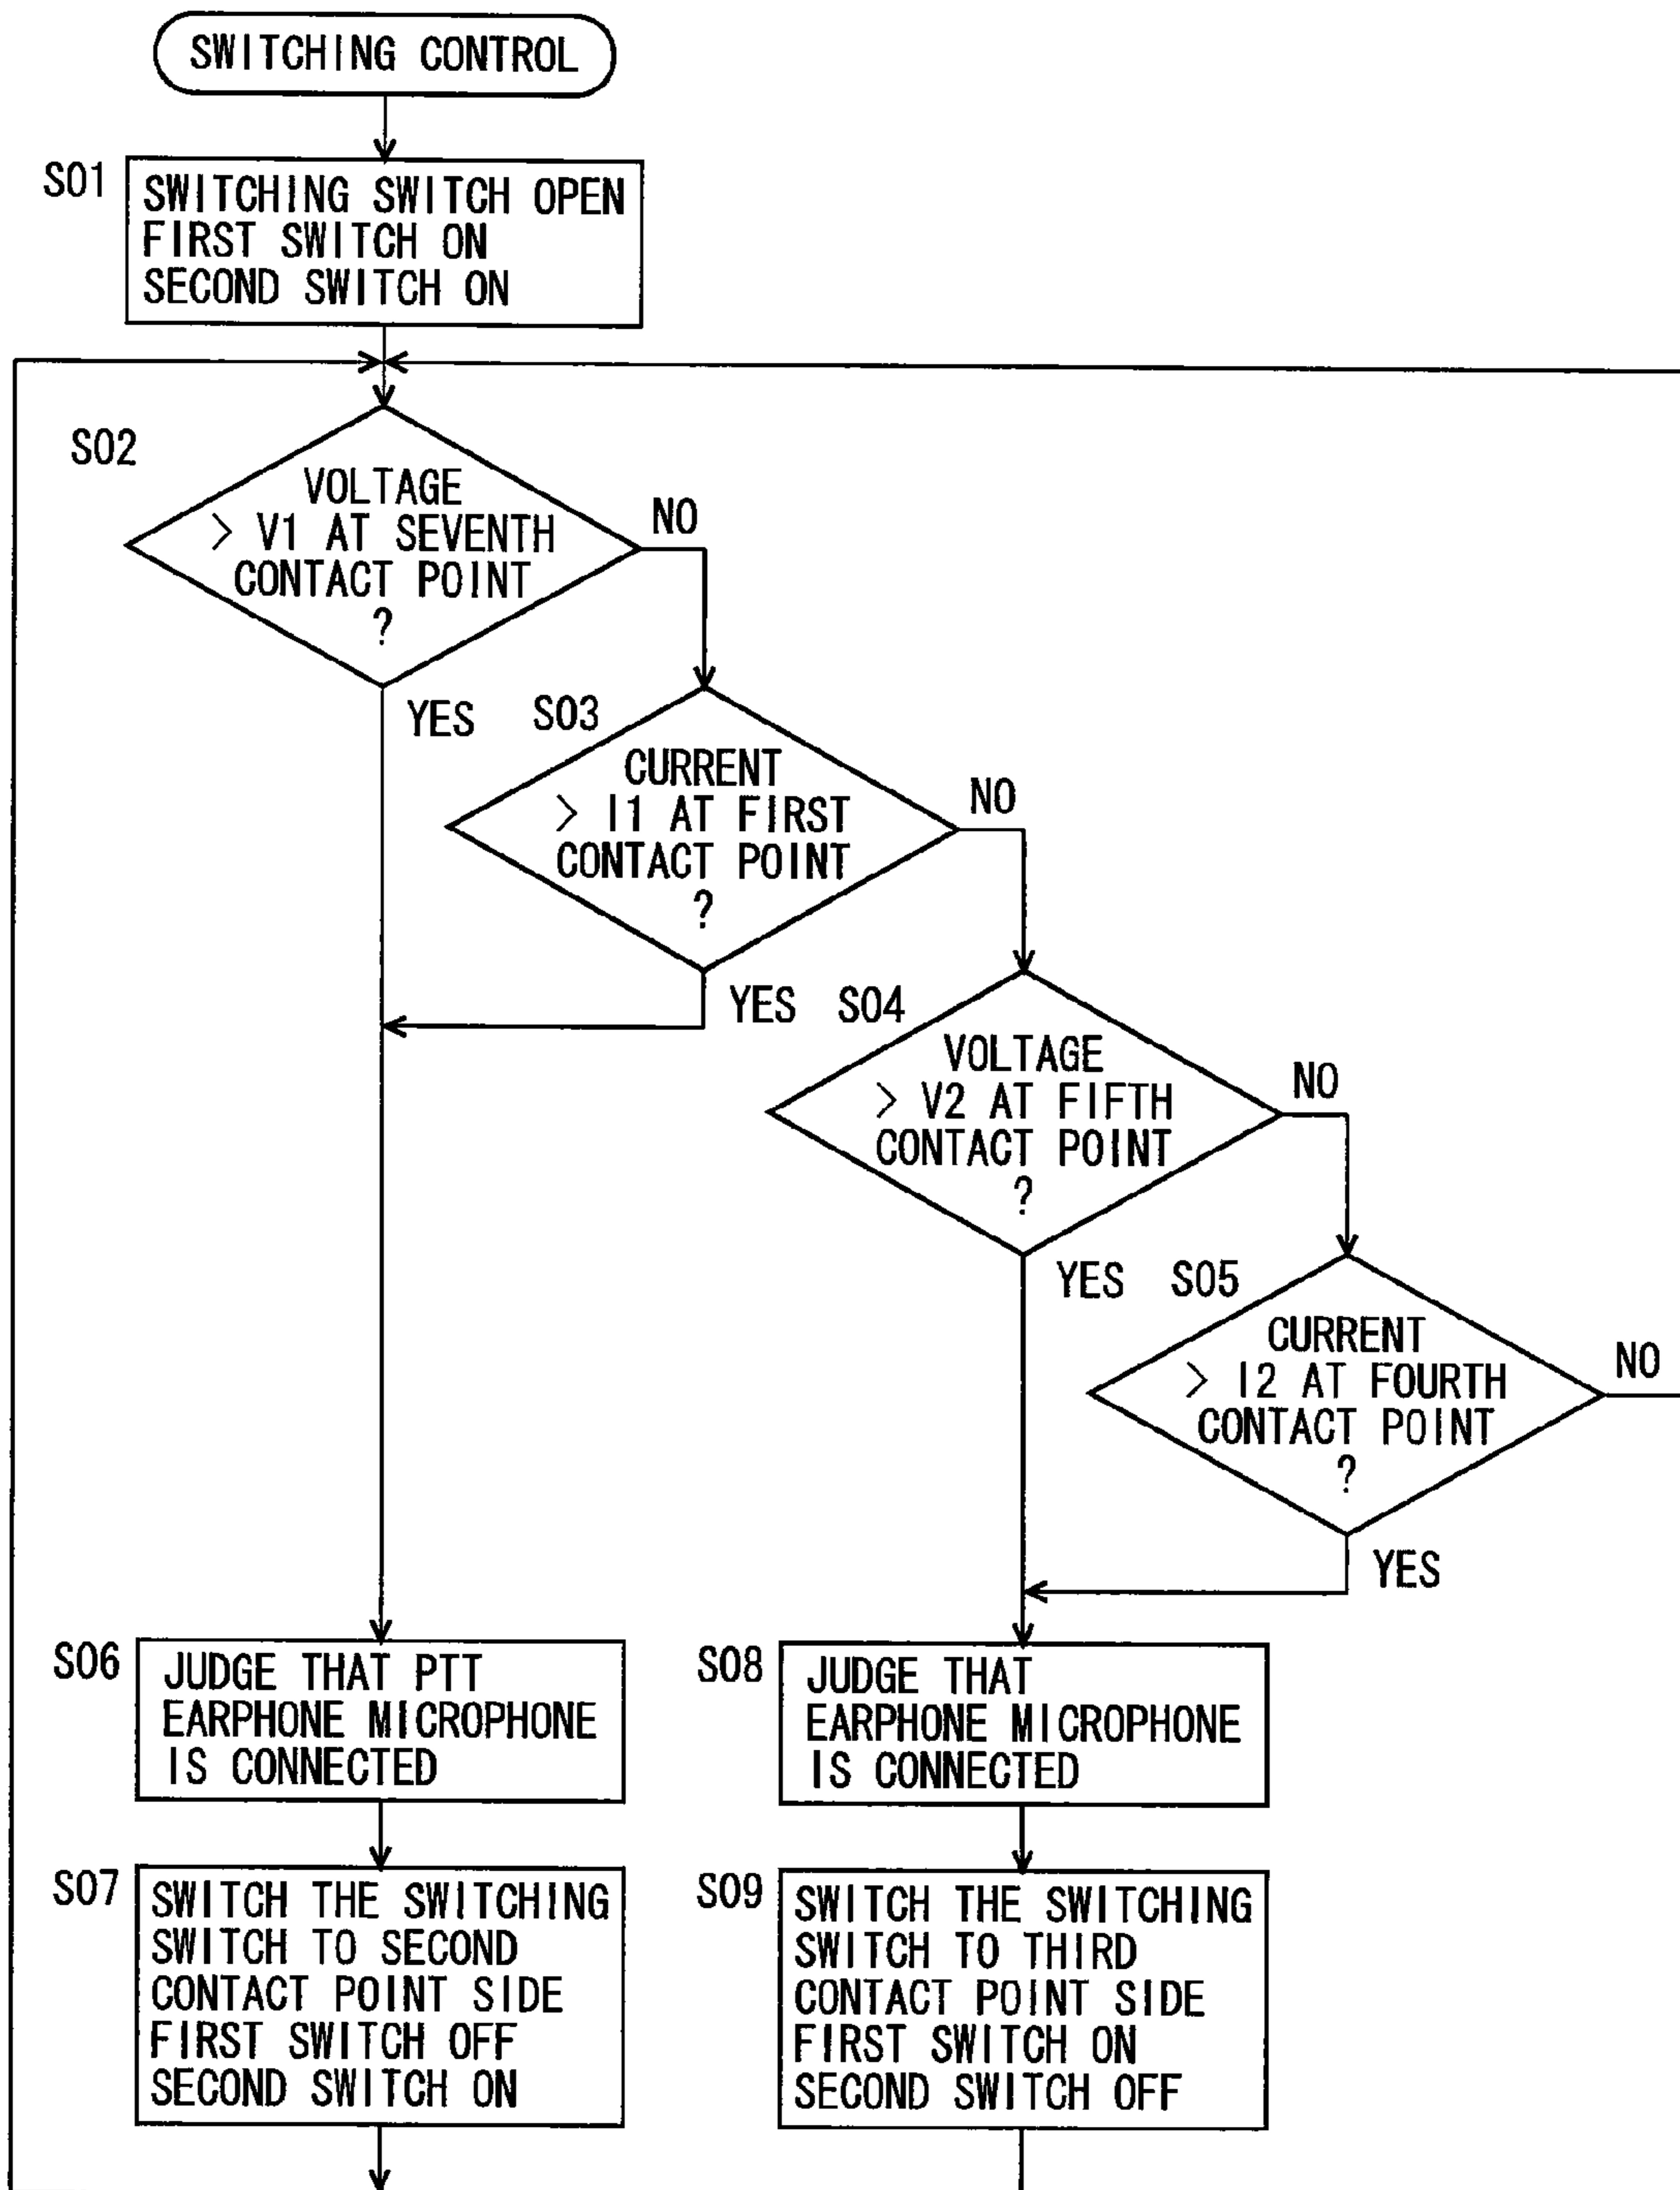 SWITCHING CONTROL
S01
SWITCHING SWITCH OPEN
FIRST SWITCH ON
SECOND SWITCH ON
S02
VOLTAGE
> V1 AT SEVENTH
CONTACT POINT
?
NO
YES
S03
CURRENT
> I1 AT FIRST
CONTACT POINT
?
NO
YES
S04
VOLTAGE
> V2 AT FIFTH
CONTACT POINT
?
NO
YES
S05
CURRENT
> I2 AT FOURTH
CONTACT POINT
?
NO
YES
S06
JUDGE THAT PTT
EARPHONE MICROPHONE
IS CONNECTED
S08
JUDGE THAT
EARPHONE MICROPHONE
IS CONNECTED
S07
SWITCH THE SWITCHING
SWITCH TO SECOND
CONTACT POINT SIDE
FIRST SWITCH OFF
SECOND SWITCH ON
S09
SWITCH THE SWITCHING
SWITCH TO THIRD
CONTACT POINT SIDE
FIRST SWITCH ON
SECOND SWITCH OFF